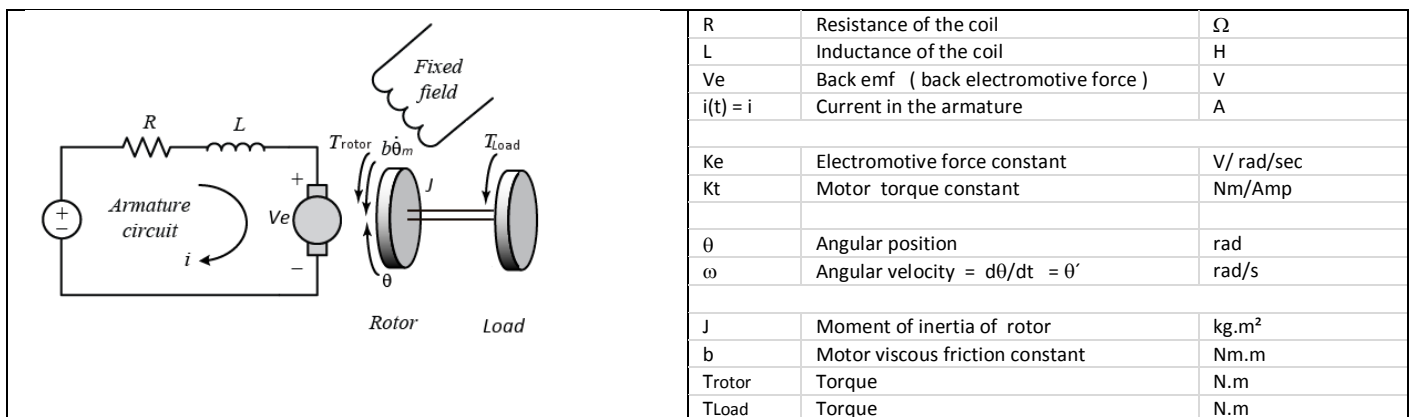 R
L
+
−
Armature
circuit
i
+
Ve
−
Fixed
field
Trotor
bθ̇m
J
TLoad
θ
Rotor
Load
R Resistance of the coil Ω
L Inductance of the coil H
Ve Back emf ( back electromotive force ) V
i(t) = i Current in the armature A
Ke Electromotive force constant V/ rad/sec
Kt Motor torque constant Nm/Amp
θ Angular position rad
ω Angular velocity = dθ/dt = θ´ rad/s
J Moment of inertia of rotor kg.m²
b Motor viscous friction constant Nm.m
Trotor Torque N.m
TLoad Torque N.m